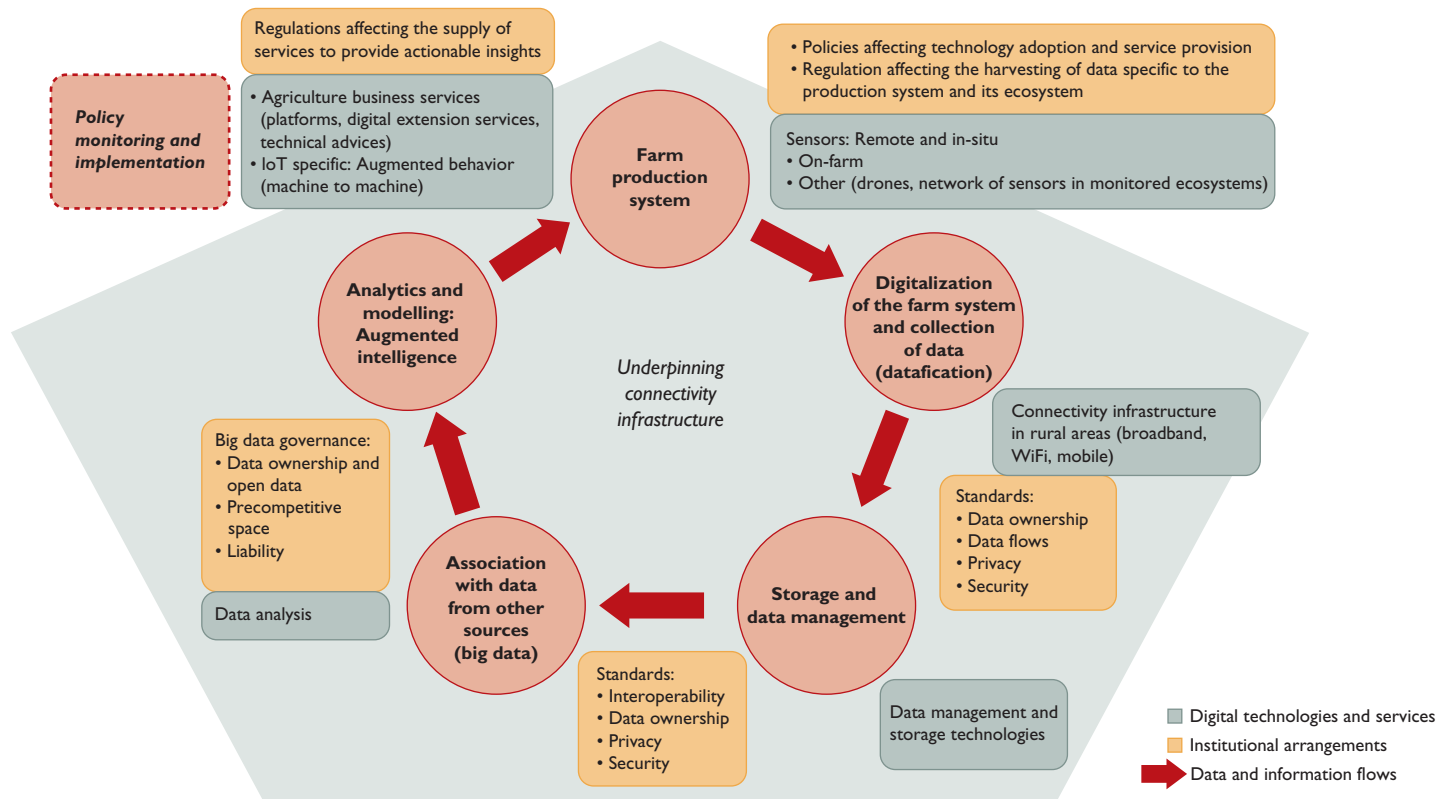 Regulations affecting the supply of
services to provide actionable insights
• Policies affecting technology adoption and service provision
• Regulation affecting the harvesting of data specific to the
production system and its ecosystem
Policy
monitoring and
implementation
• Agriculture business services
(platforms, digital extension services,
technical advices)
• IoT specific: Augmented behavior
(machine to machine)
Farm
production
system
Sensors: Remote and in-situ
• On-farm
• Other (drones, network of sensors in monitored ecosystems)
Analytics and
modelling:
Augmented
intelligence
Digitalization
of the farm system
and collection
of data
(datafication)
Underpinning
connectivity
infrastructure
Connectivity infrastructure
in rural areas (broadband,
WiFi, mobile)
Big data governance:
• Data ownership and
open data
• Precompetitive
space
• Liability
Data analysis
Standards:
• Data ownership
• Data flows
• Privacy
• Security
Association
with data
from other
sources
(big data)
Storage and
data management
Standards:
• Interoperability
• Data ownership
• Privacy
• Security
Data management and
storage technologies
Digital technologies and services
Institutional arrangements
Data and information flows